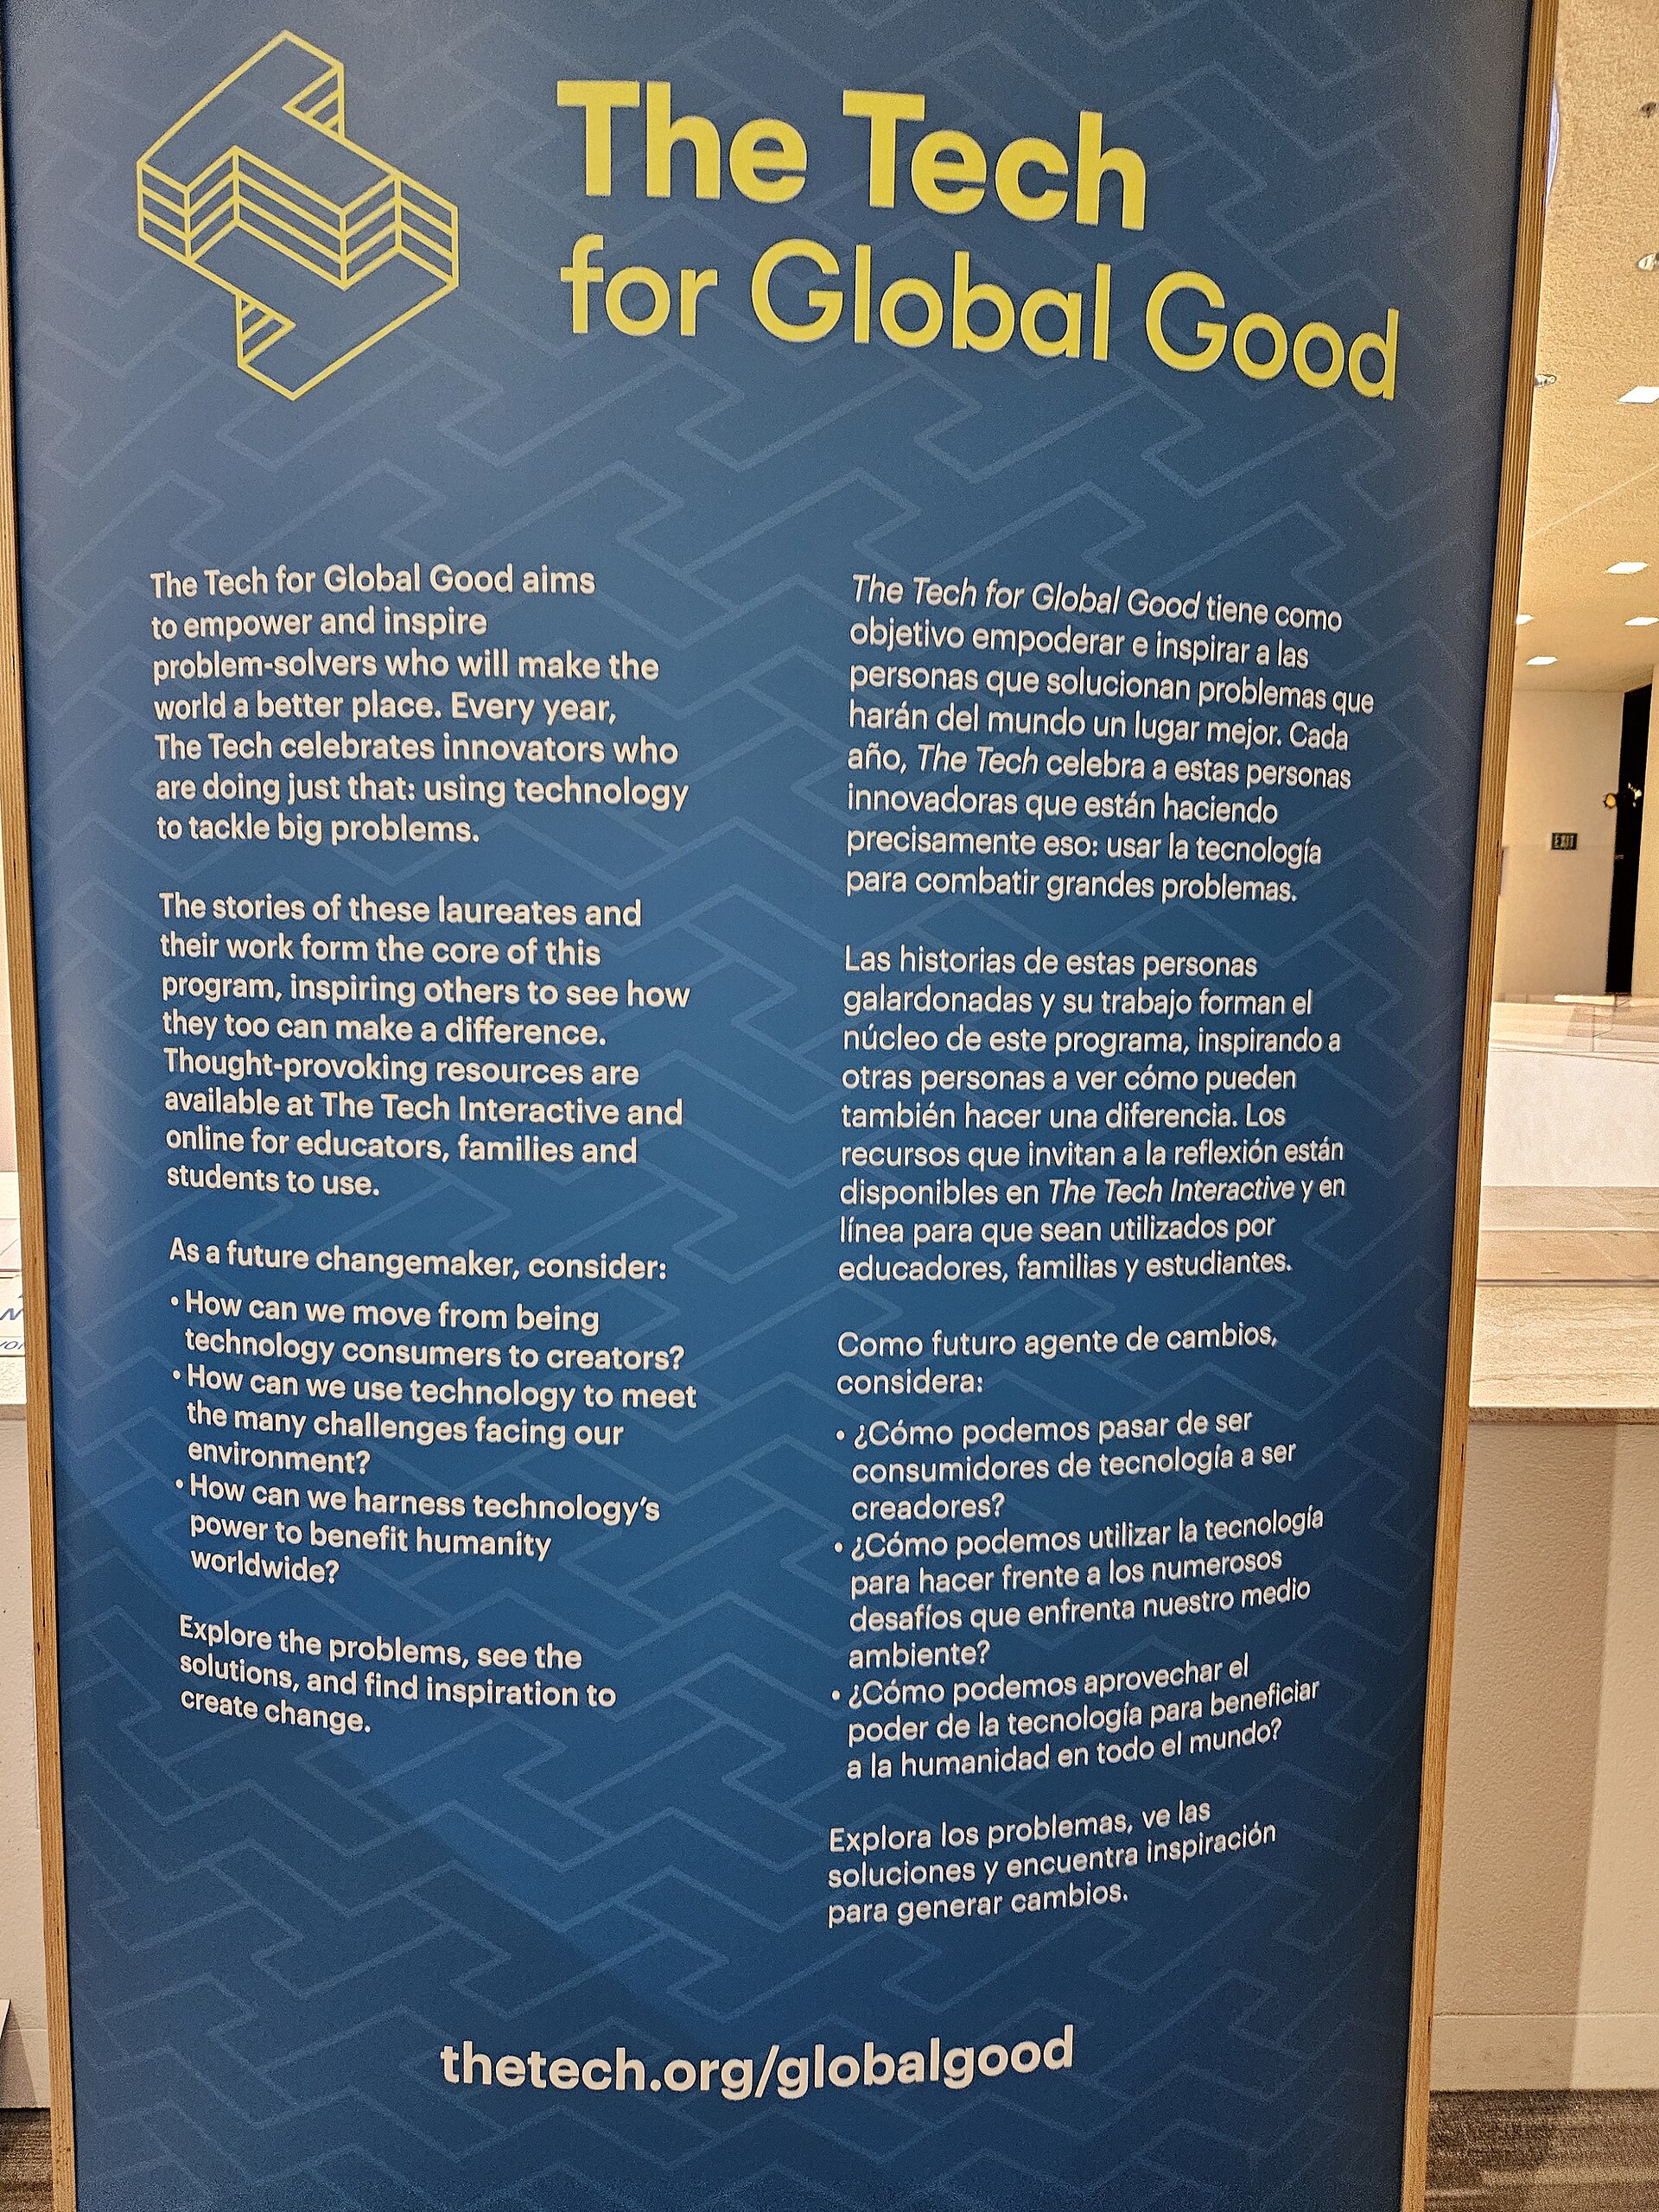 The Tech
for Global Good
The Tech for Global Good aims
to empower and inspire
problem-solvers who will make the
world a better place. Every year,
The Tech celebrates innovators who
are doing just that: using technology
to tackle big problems.
The stories of these laureates and
their work form the core of this
program, inspiring others to see how
they too can make a difference.
Thought-provoking resources are
available at The Tech Interactive and
online for educators, families and
students to use.
As a future changemaker, consider:
• How can we move from being
technology consumers to creators?
• How can we use technology to meet
the many challenges facing our
environment?
• How can we harness technology's
power to benefit humanity
worldwide?
Explore the problems, see the
solutions, and find inspiration to
create change.
The Tech for Global Good tiene como
objetivo empoderar e inspirar a las
personas que solucionan problemas que
harán del mundo un lugar mejor. Cada
año, The Tech celebra a estas personas
innovadoras que están haciendo
precisamente eso: usar la tecnología
para combatir grandes problemas.
Las historias de estas personas
galardonadas y su trabajo forman el
núcleo de este programa, inspirando a
otras personas a ver cómo pueden
también hacer una diferencia. Los
recursos que invitan a la reflexión están
disponibles en The Tech Interactive y en
línea para que sean utilizados por
educadores, familias y estudiantes.
Como futuro agente de cambios,
considera:
• ¿Cómo podemos pasar de ser
consumidores de tecnología a ser
creadores?
• ¿Cómo podemos utilizar la tecnología
para hacer frente a los numerosos
desafíos que enfrenta nuestro medio
ambiente?
• ¿Cómo podemos aprovechar el
poder de la tecnología para beneficiar
a la humanidad en todo el mundo?
Explora los problemas, ve las
soluciones y encuentra inspiración
para generar cambios.
thetech.org/globalgood
EXIT